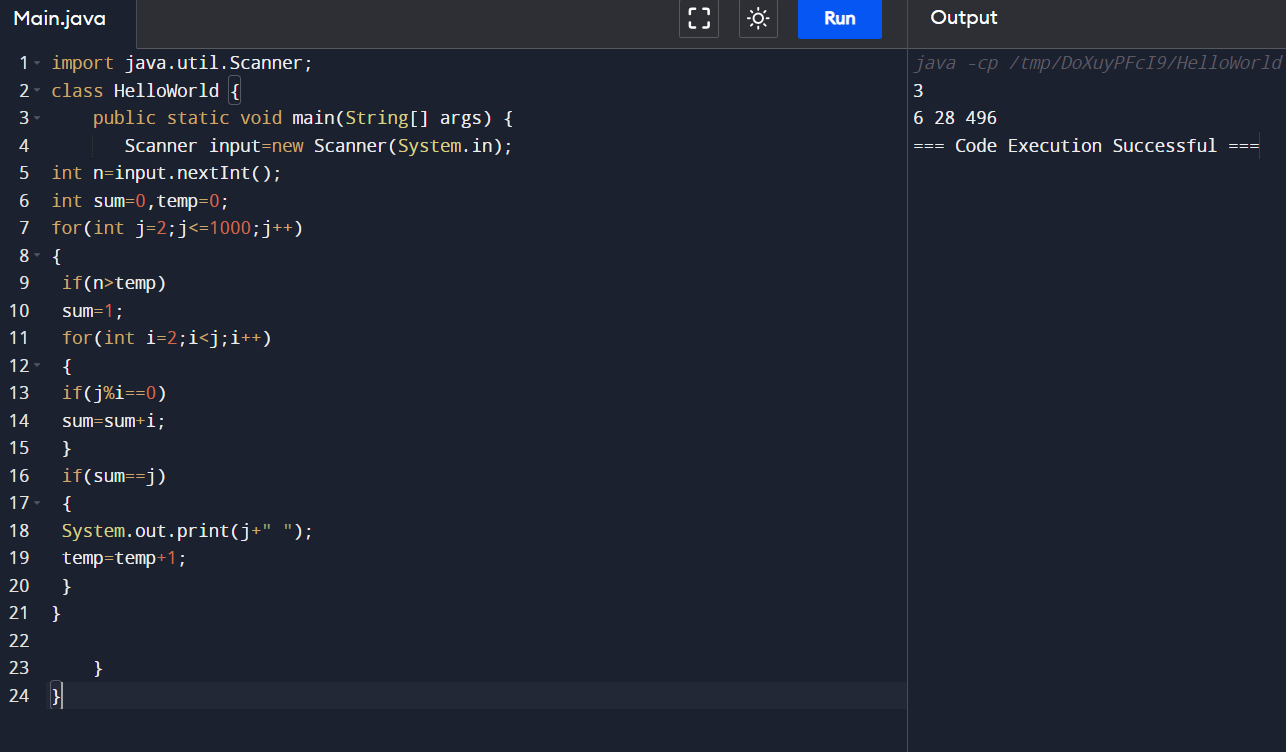 Main.java
Run
Output
1 import java.util.Scanner;
2 class HelloWorld {
3     public static void main(String[] args) {
4        Scanner input=new Scanner(System.in);
5 int n=input.nextInt();
6 int sum=0,temp=0;
7 for(int j=2;j<=1000;j++)
8 {
9  if(n>temp)
10  sum=1;
11  for(int i=2;i<j;i++)
12  {
13  if(j%i==0)
14  sum=sum+i;
15  }
16  if(sum==j)
17  {
18  System.out.print(j+" ");
19  temp=temp+1;
20  }
21 }
22
23     }
24 }
java -cp /tmp/DoXuyPFcI9/HelloWorld
3
6 28 496
=== Code Execution Successful ===